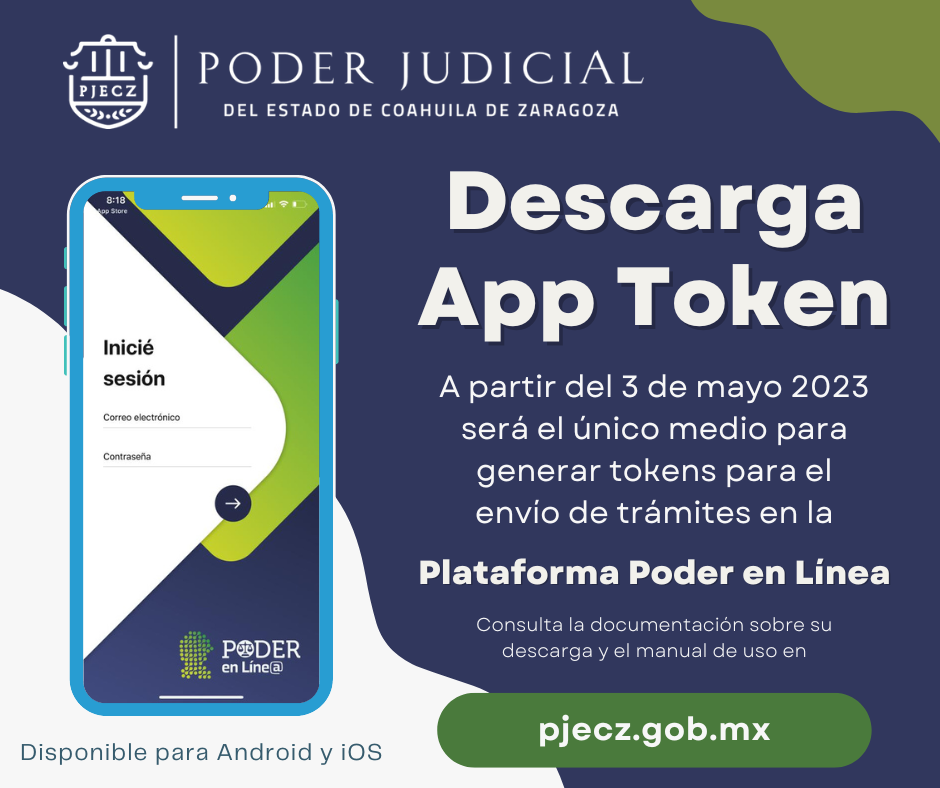 PJECZ
PODER JUDICIAL
DEL ESTADO DE COAHUILA DE ZARAGOZA
8:18
App Store
Inicié
sesión
Correo electrónico
Contraseña
PODER
en Líne@
Disponible para Android y iOS
Descarga
App Token
A partir del 3 de mayo 2023
será el único medio para
generar tokens para el
envío de trámites en la
Plataforma Poder en Línea
Consulta la documentación sobre su
descarga y el manual de uso en
pjecz.gob.mx